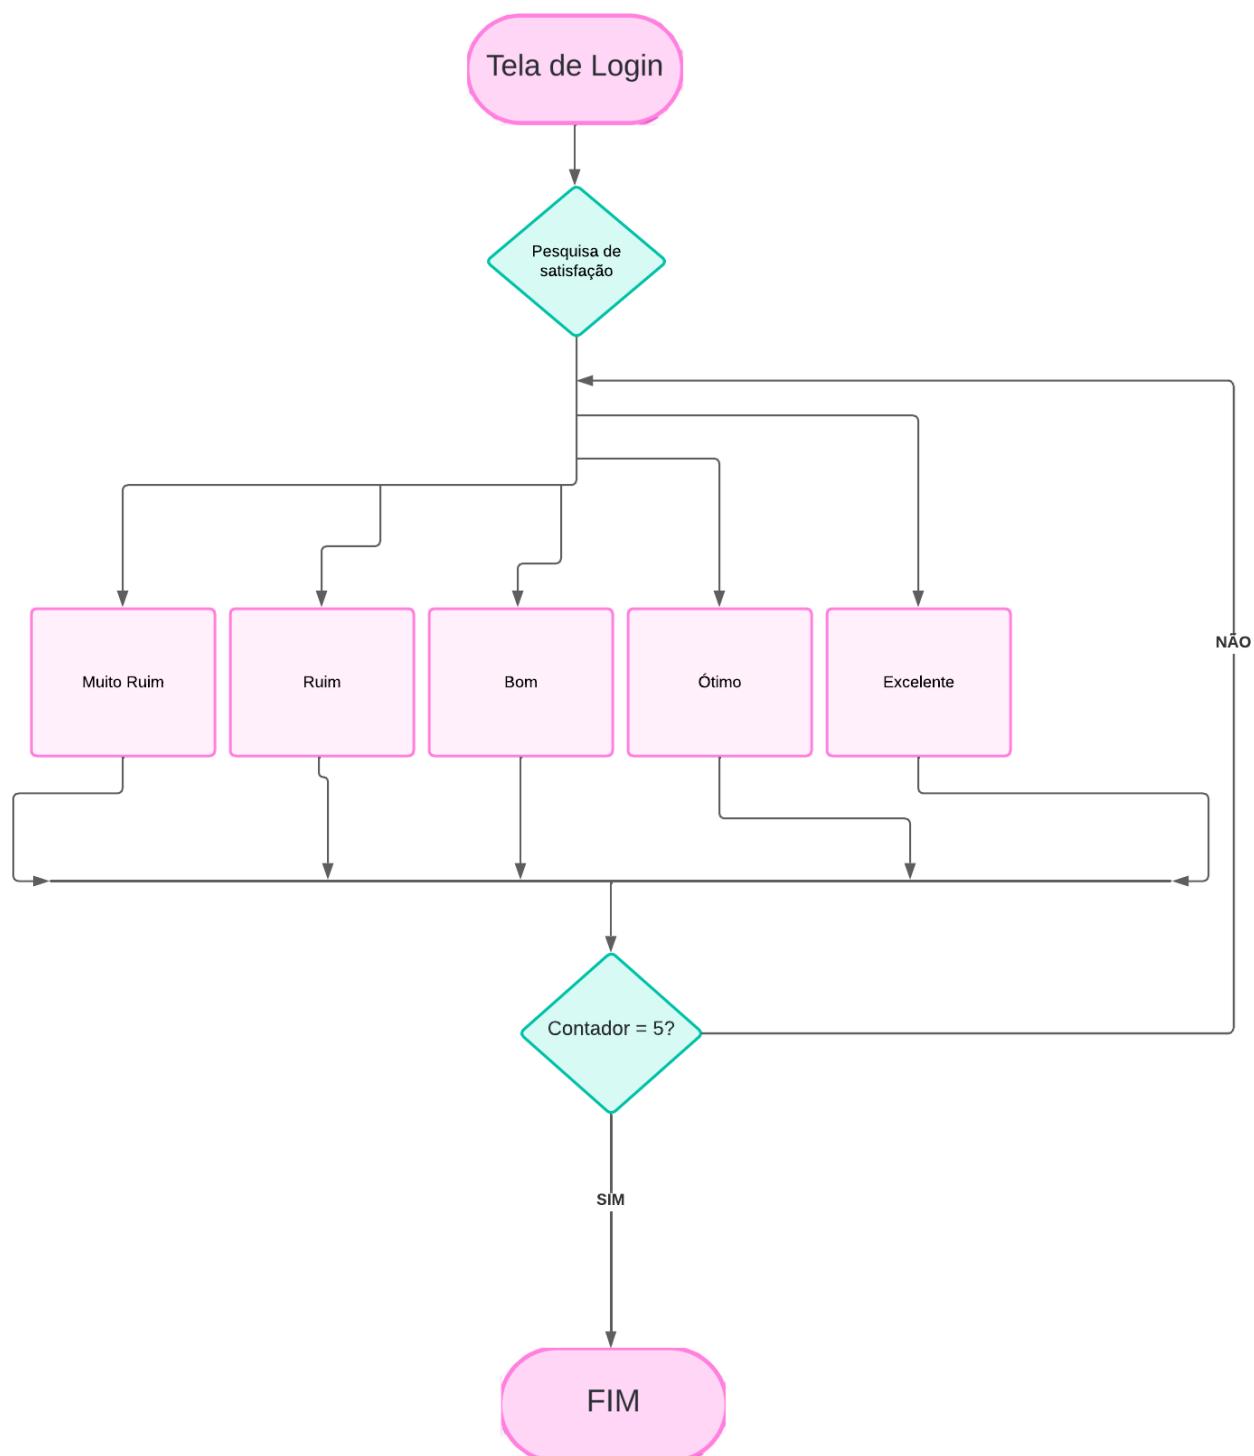 Tela de Login
Pesquisa de
satisfação
NÃO
Muito Ruim
Ruim
Bom
Ótimo
Excelente
Contador = 5?
SIM
FIM